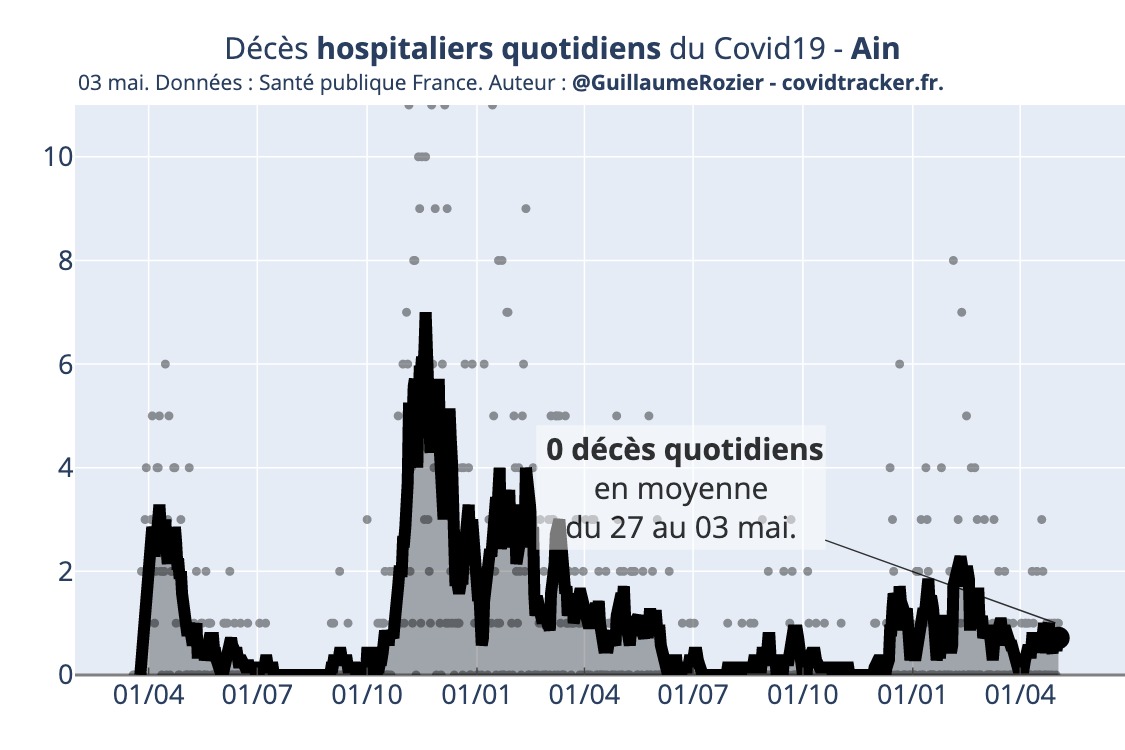 Décès hospitaliers quotidiens du Covid19 - Ain
03 mai. Données : Santé publique France. Auteur : @GuillaumeRozier - covidtracker.fr.
10
8
6
4
2
0
0 décès quotidiens
en moyenne
du 27 au 03 mai.
01/04 01/07 01/10 01/01 01/04 01/07 01/10 01/01 01/04